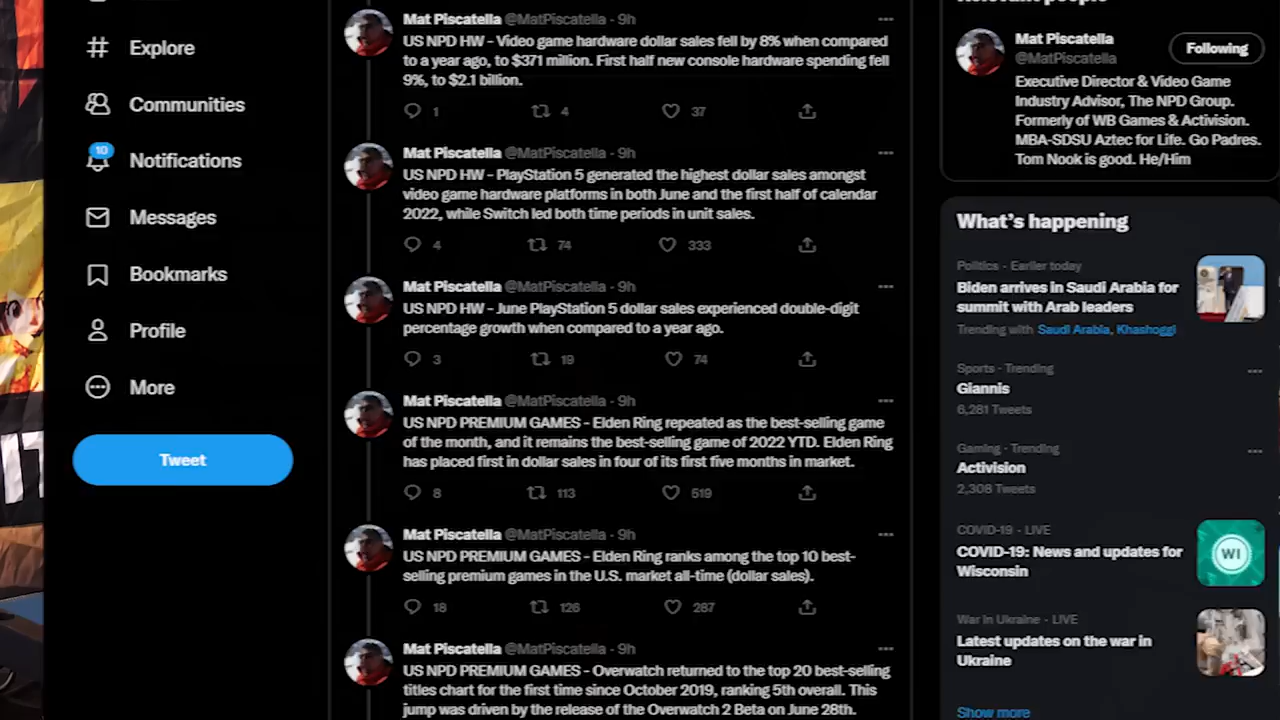 Explore
Communities
10
Notifications
Messages
Bookmarks
Profile
More
Tweet
Mat Piscatella @MatPiscatella · 9h
US NPD HW – Video game hardware dollar sales fell by 8% when compared
to a year ago, to $371 million. First half new console hardware spending fell
9%, to $2.1 billion.
1 4 37
Mat Piscatella @MatPiscatella · 9h
US NPD HW – PlayStation 5 generated the highest dollar sales amongst
video game hardware platforms in both June and the first half of calendar
2022, while Switch led both time periods in unit sales.
4 74 333
Mat Piscatella @MatPiscatella · 9h
US NPD HW – June PlayStation 5 dollar sales experienced double-digit
percentage growth when compared to a year ago.
3 19 74
Mat Piscatella @MatPiscatella · 9h
US NPD PREMIUM GAMES – Elden Ring repeated as the best-selling game
of the month, and it remains the best-selling game of 2022 YTD. Elden Ring
has placed first in dollar sales in four of its first five months in market.
8 113 519
Mat Piscatella @MatPiscatella · 9h
US NPD PREMIUM GAMES – Elden Ring ranks among the top 10 best-
selling premium games in the U.S. market all-time (dollar sales).
18 126 287
Mat Piscatella @MatPiscatella · 9h
US NPD PREMIUM GAMES – Overwatch returned to the top 20 best-selling
titles chart for the first time since October 2019, ranking 5th overall. This
jump was driven by the release of the Overwatch 2 Beta on June 28th.
Relevant people
Mat Piscatella
@MatPiscatella
Following
Executive Director & Video Game
Industry Advisor, The NPD Group.
Formerly of WB Games & Activision.
MBA-SDSU Aztec for Life. Go Padres.
Tom Nook is good. He/Him
What's happening
Politics · Earlier today
Biden arrives in Saudi Arabia for
summit with Arab leaders
Trending with Saudi Arabia, Khashoggi
Sports · Trending
Giannis
6,281 Tweets
Gaming · Trending
Activision
2,308 Tweets
COVID-19 · LIVE
COVID-19: News and updates for
Wisconsin
WI
War in Ukraine · LIVE
Latest updates on the war in
Ukraine
Show more